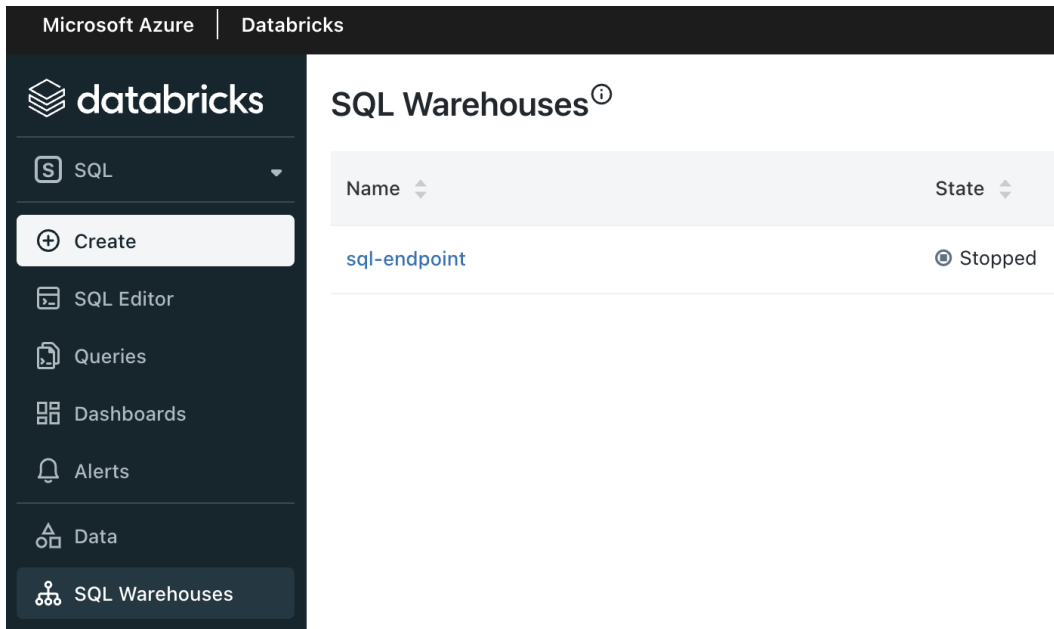 Microsoft Azure Databricks
databricks
SQL Warehouses
S SQL
Name State
Create
sql-endpoint Stopped
SQL Editor
Queries
Dashboards
Alerts
Data
SQL Warehouses